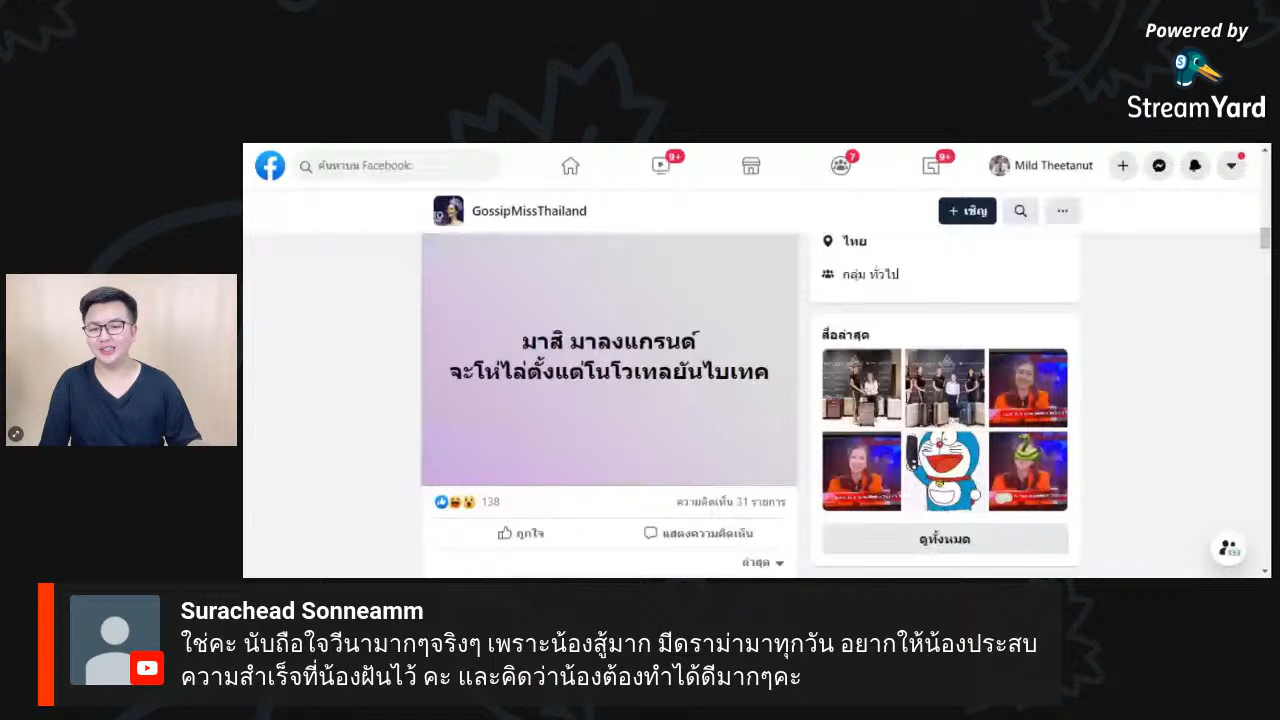 Powered by
StreamYard
ค้นหาบน Facebook
9+
7
9+
Mild Theetanut
GossipMissThailand
+ เชิญ
ไทย
กลุ่ม ทั่วไป
มาสิ มาลงแกรนด์
จะโห่ไล่ตั้งแต่โนโวเทลยันไบเทค
สื่อล่าสุด
138
ความคิดเห็น 31 รายการ
ถูกใจ
แสดงความคิดเห็น
ล่าสุด
ดูทั้งหมด
133
Surachead Sonneamm
ใช่คะ นับถือใจวีนามากๆจริงๆ เพราะน้องสู้มาก มีดราม่ามาทุกวัน อยากให้น้องประสบ
ความสำเร็จที่น้องฝันไว้ คะ และคิดว่าน้องต้องทำได้ดีมากๆคะ